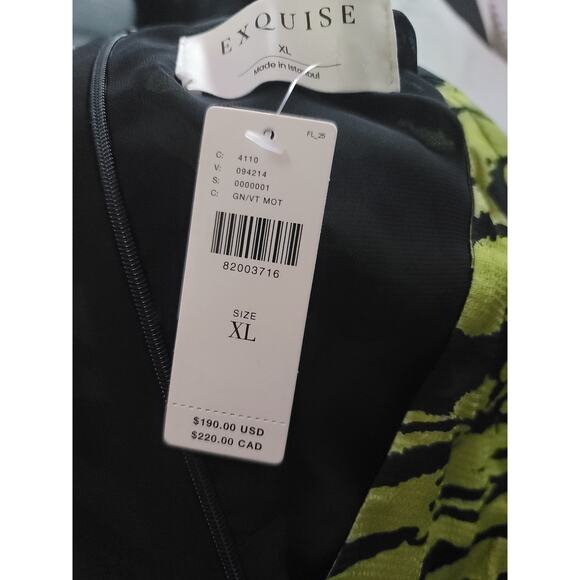 EXQUISE
XL
Made in Istanbul
FL_25
C: 4110
V: 094214
S: 0000001
C: GN/VT MOT
82003716
SIZE
XL
$190.00 USD
$220.00 CAD